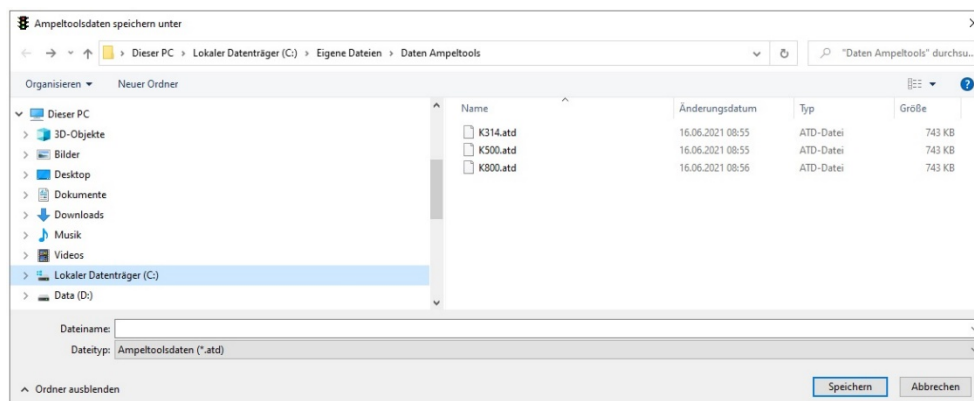 Ampeltoolsdaten speichern unter
Dieser PC › Lokaler Datenträger (C:) › Eigene Dateien › Daten Ampeltools
"Daten Ampeltools" durchsu...
Organisieren Neuer Ordner
Dieser PC
3D-Objekte
Bilder
Desktop
Dokumente
Downloads
Musik
Videos
Lokaler Datenträger (C:)
Data (D:)
Name Änderungsdatum Typ Größe
K314.atd 16.06.2021 08:55 ATD-Datei 743 KB
K500.atd 16.06.2021 08:55 ATD-Datei 743 KB
K800.atd 16.06.2021 08:56 ATD-Datei 743 KB
Dateiname:
Dateityp: Ampeltoolsdaten (*.atd)
Ordner ausblenden
Speichern Abbrechen